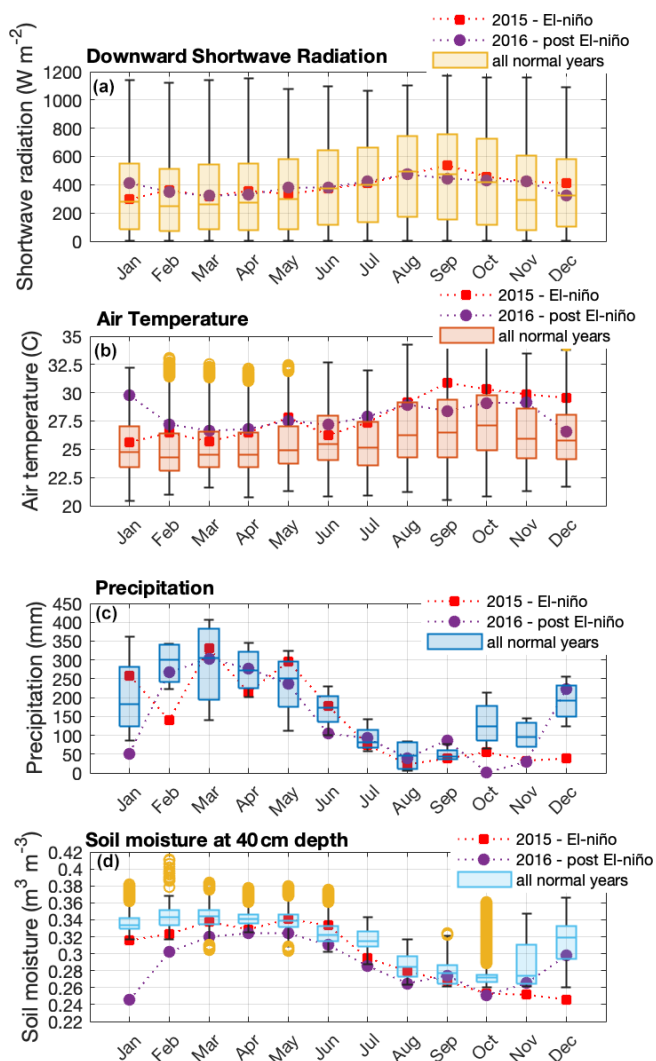 2015 - El-niño
2016 - post El-niño
all normal years
Downward Shortwave Radiation
(a)
Shortwave radiation (W m⁻²)
1200
1000
800
600
400
200
0
Jan Feb Mar Apr May Jun Jul Aug Sep Oct Nov Dec
2015 - El-niño
2016 - post El-niño
all normal years
Air Temperature
(b)
Air temperature (C)
35
32.5
30
27.5
25
22.5
20
Jan Feb Mar Apr May Jun Jul Aug Sep Oct Nov Dec
Precipitation
(c)
2015 - El-niño
2016 - post El-niño
all normal years
Precipitation (mm)
450
400
350
300
250
200
150
100
50
0
Jan Feb Mar Apr May Jun Jul Aug Sep Oct Nov Dec
Soil moisture at 40 cm depth
(d)
2015 - El-niño
2016 - post El-niño
all normal years
Soil moisture (m³ m⁻³)
0.42
0.4
0.38
0.36
0.34
0.32
0.3
0.28
0.26
0.24
0.22
Jan Feb Mar Apr May Jun Jul Aug Sep Oct Nov Dec